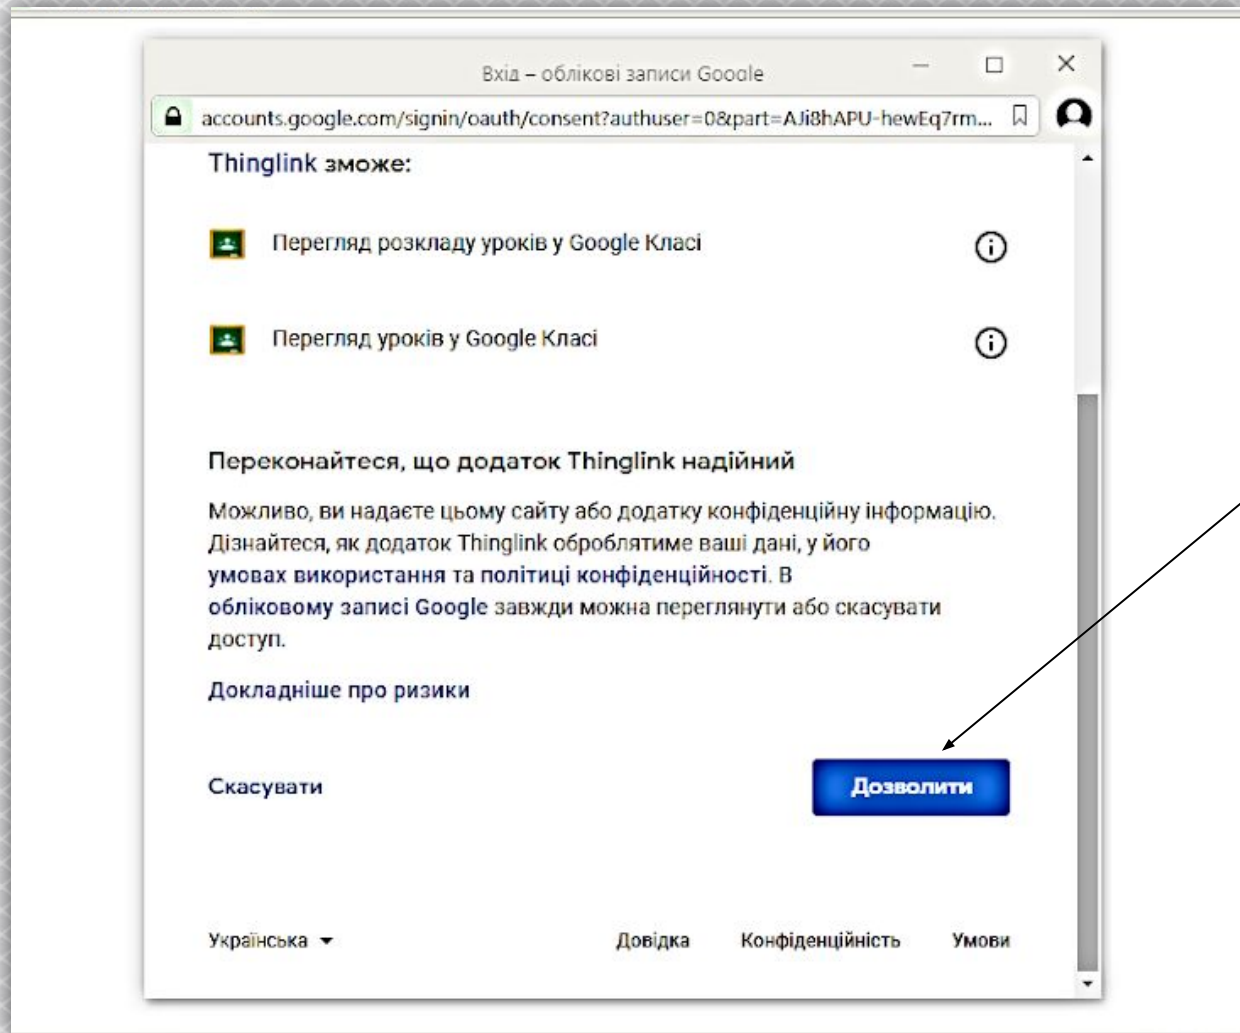 Вхід – облікові записи Google
accounts.google.com/signin/oauth/consent?authuser=0&part=AJi8hAPU-hewEq7rm...
Thinglink зможе:
Перегляд розкладу уроків у Google Класі
Перегляд уроків у Google Класі
Переконайтеся, що додаток Thinglink надійний
Можливо, ви надаєте цьому сайту або додатку конфіденційну інформацію.
Дізнайтеся, як додаток Thinglink оброблятиме ваші дані, у його
умовах використання та політиці конфіденційності. В
обліковому записі Google завжди можна переглянути або скасувати
доступ.
Докладніше про ризики
Скасувати
Дозволити
Українська
Довідка
Конфіденційність
Умови